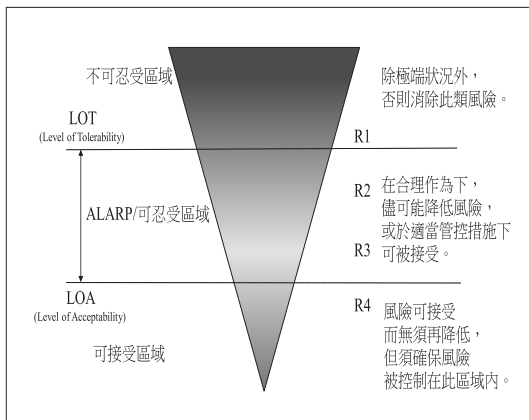 不可忍受區域
LOT
(Level of Tolerability)
ALARP/可忍受區域
LOA
(Level of Acceptability)
可接受區域
除極端狀況外，
否則消除此類風險。
R1
R2
在合理作為下，
儘可能降低風險，
或於適當管控措施下
R3
可被接受。
R4
風險可接受
而無須再降低，
但須確保風險
被控制在此區域內。